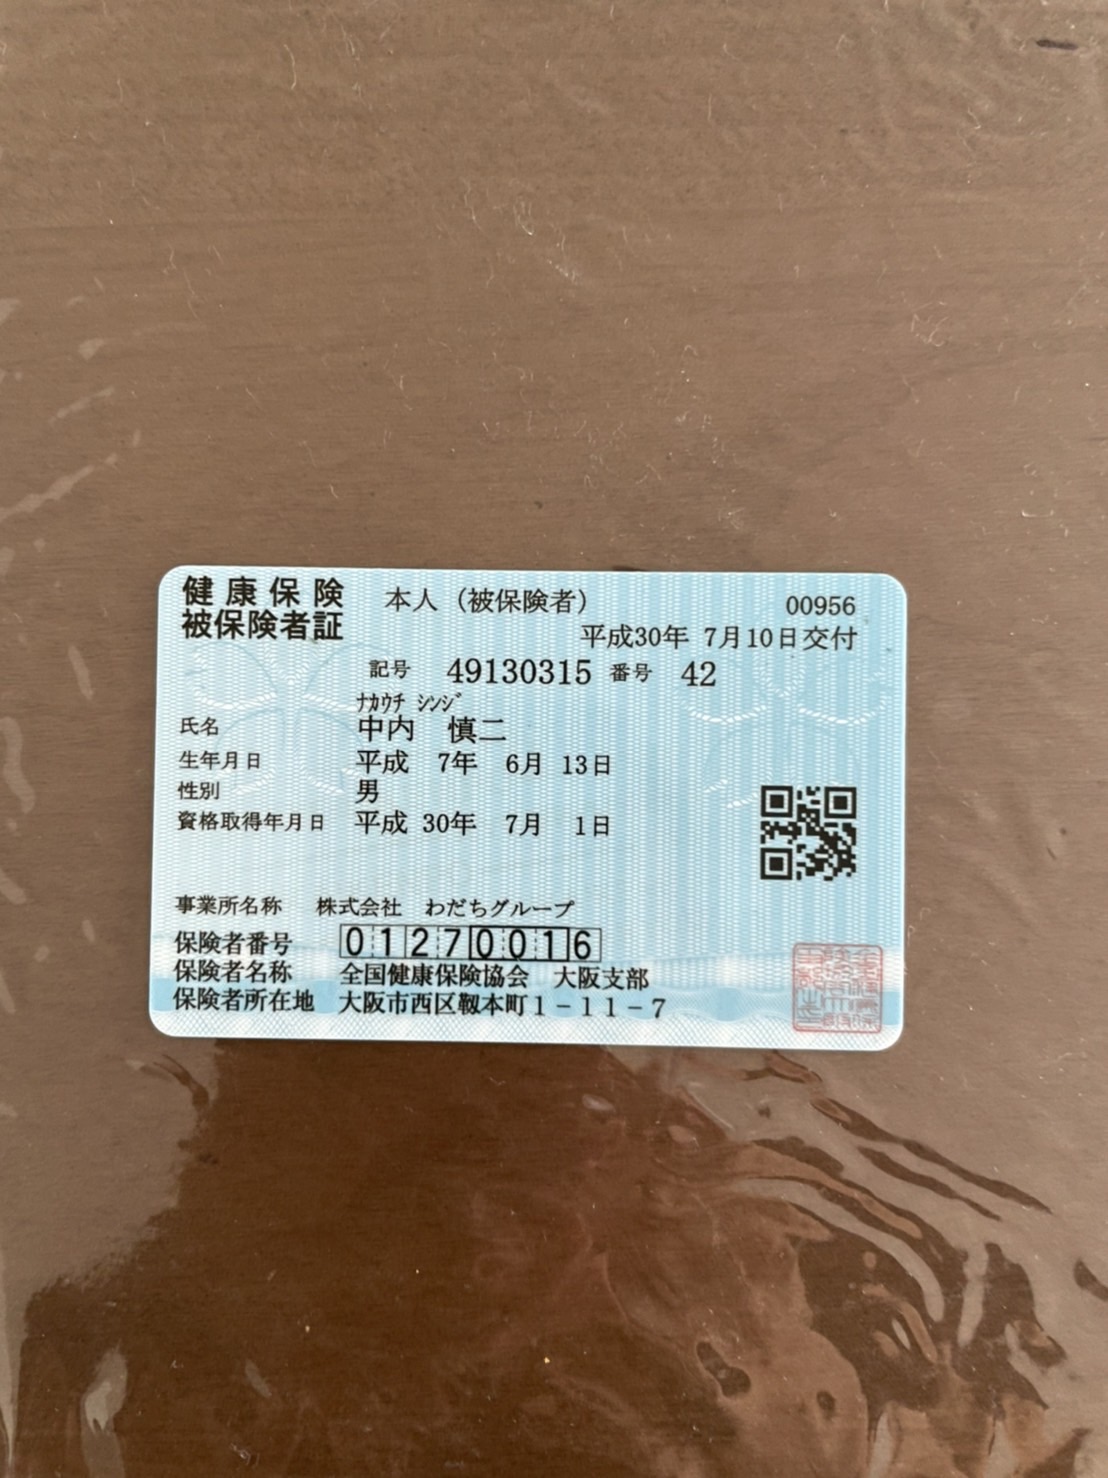 健康保険
被保険者証
本人（被保険者）
00956
平成30年 7月10日交付
記号 49130315 番号 42
ﾅｶｳﾁ ｼﾝｼﾞ
氏名 中内 慎二
生年月日 平成 7年 6月 13日
性別 男
資格取得年月日 平成 30年 7月 1日
事業所名称 株式会社 わだちグループ
保険者番号 01270016
保険者名称 全国健康保険協会 大阪支部
保険者所在地 大阪市西区靱本町1－11－7